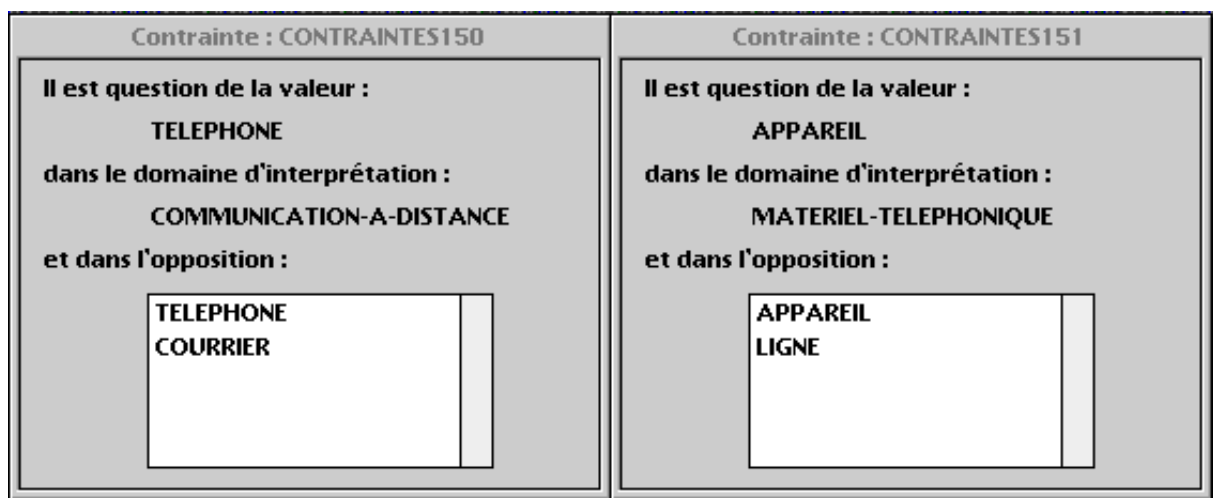 Contrainte : CONTRAINTES150
Il est question de la valeur :
TELEPHONE
dans le domaine d'interprétation :
COMMUNICATION-A-DISTANCE
et dans l'opposition :
TELEPHONE
COURRIER
Contrainte : CONTRAINTES151
Il est question de la valeur :
APPAREIL
dans le domaine d'interprétation :
MATERIEL-TELEPHONIQUE
et dans l'opposition :
APPAREIL
LIGNE